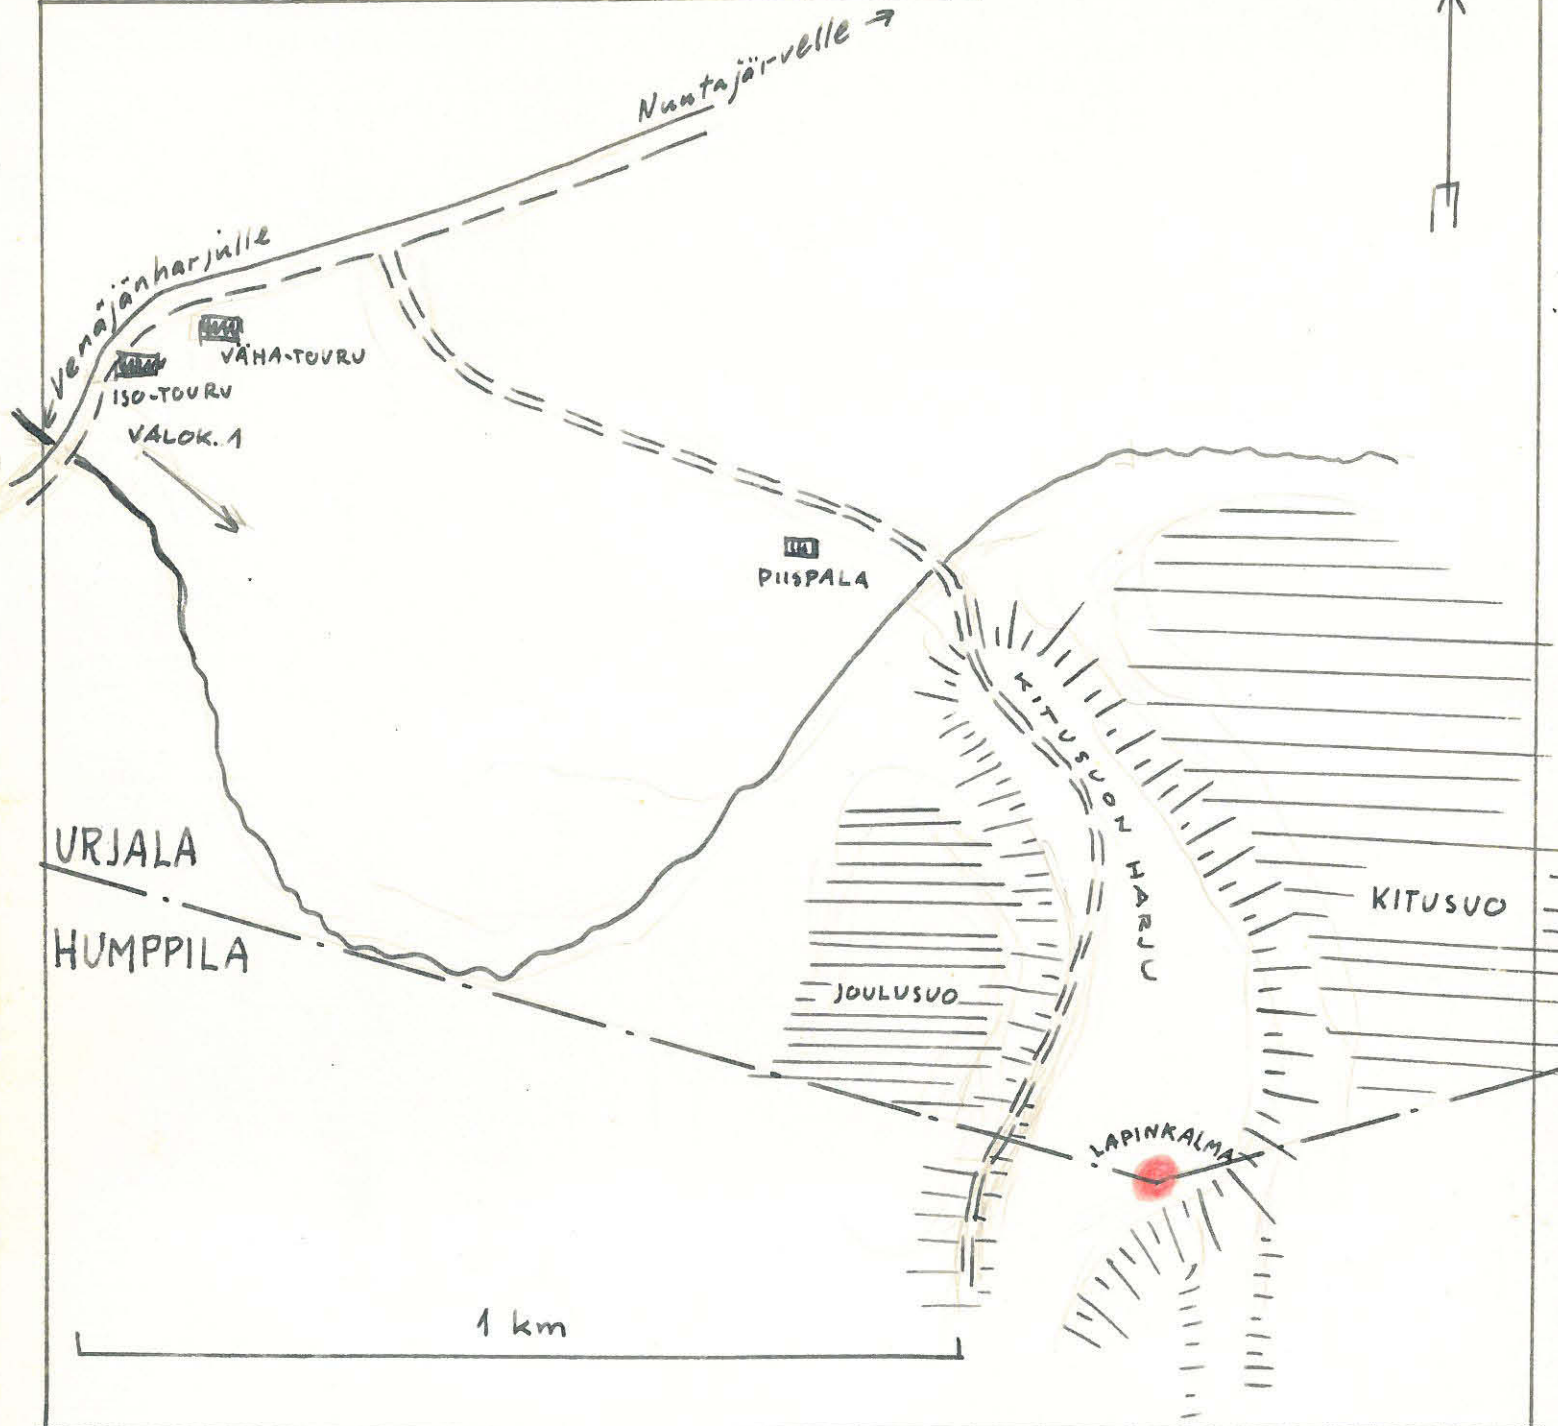 Nuutajärvelle
Venäjänharjulle
VÄHÄ-TOURU
ISO-TOURU
VALOK. 1
PIISPALA
KITUSUON HARJU
URJALA
KITUSUO
HUMPPILA
JOULUSUO
LAPINKALMA
1 km